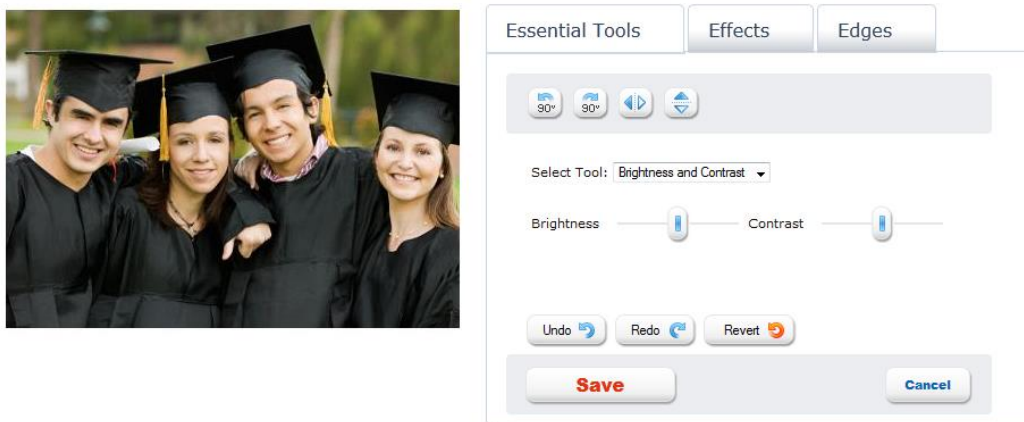 Essential Tools
Effects
Edges
90°
90°
Select Tool: Brightness and Contrast
Brightness
Contrast
Undo
Redo
Revert
Save
Cancel